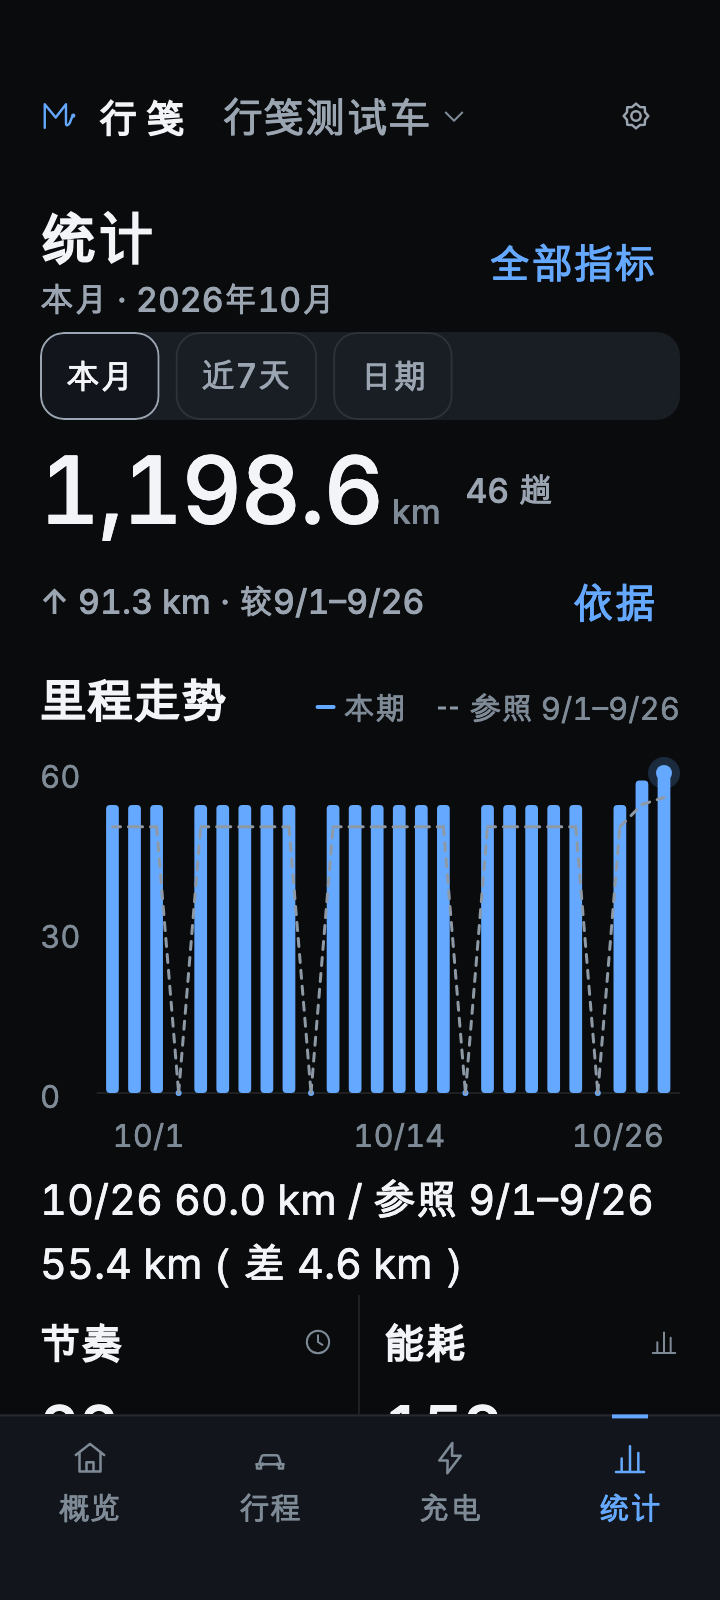 行笺 行笺测试车
统计
全部指标
本月 · 2026年10月
本月 近7天 日期
1,198.6 km 46 趟
↑ 91.3 km · 较9/1–9/26 依据
里程走势 本期 参照 9/1–9/26
60
30
0
10/1 10/14 10/26
10/26 60.0 km / 参照 9/1–9/26
55.4 km ( 差 4.6 km )
节奏 能耗
概览 行程 充电 统计